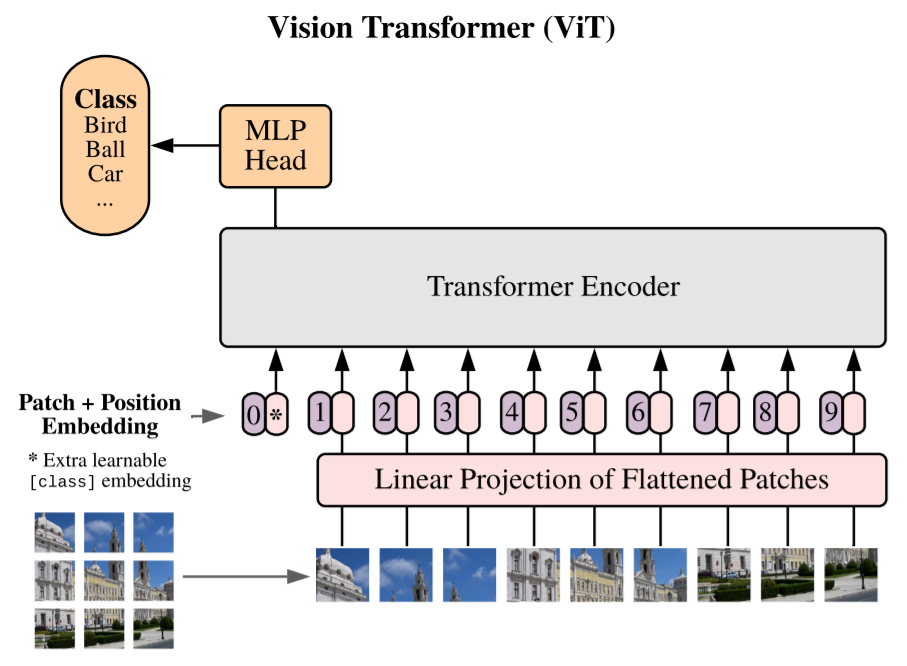 Vision Transformer (ViT)
Class
Bird
Ball
Car
...
MLP
Head
Transformer Encoder
Patch + Position
Embedding
0 * 1 2 3 4 5 6 7 8 9
* Extra learnable
[class] embedding
Linear Projection of Flattened Patches